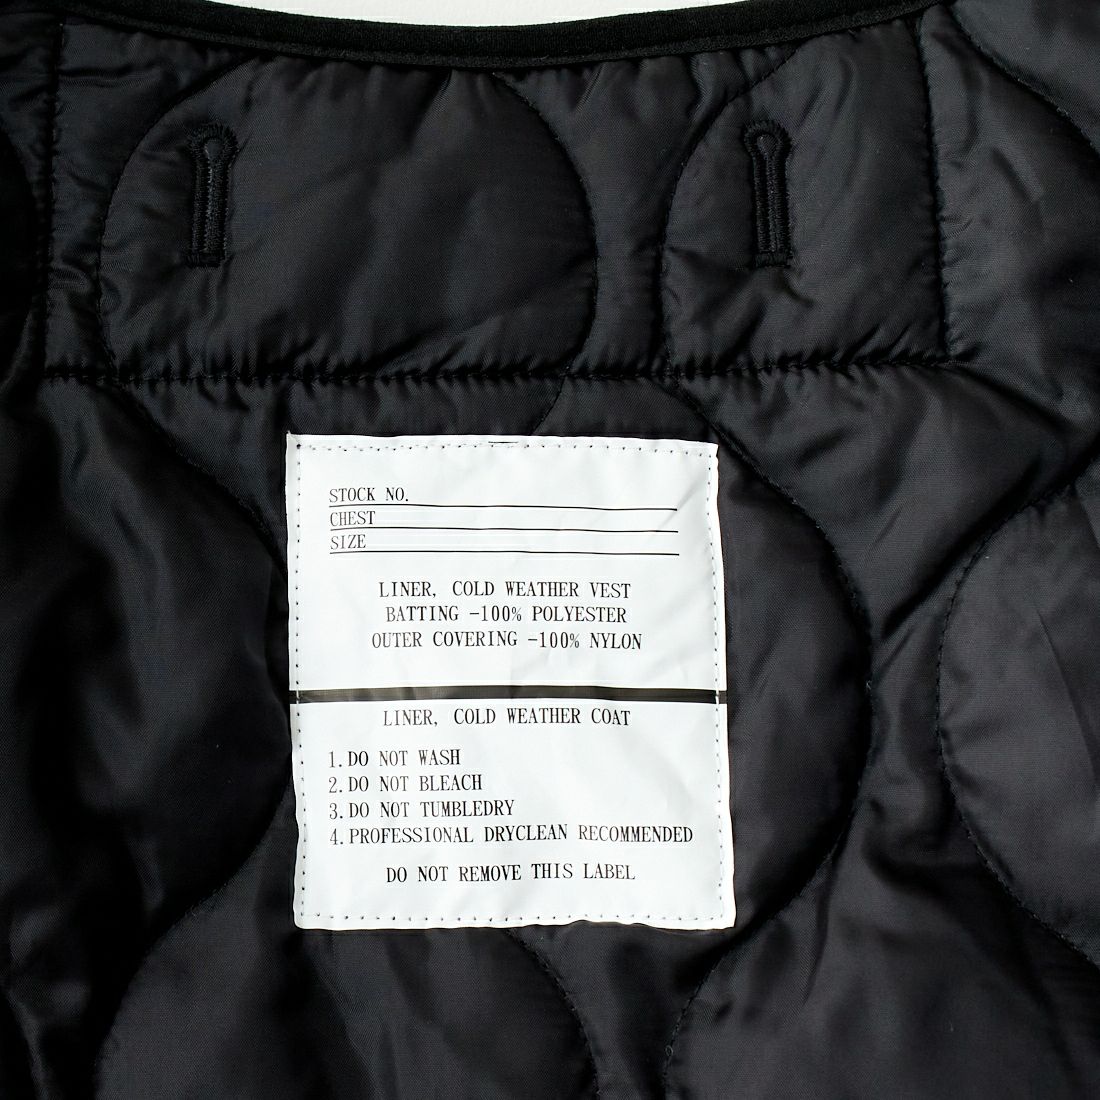 STOCK NO.
CHEST
SIZE
LINER, COLD WEATHER VEST
BATTING -100% POLYESTER
OUTER COVERING -100% NYLON
LINER, COLD WEATHER COAT
1. DO NOT WASH
2. DO NOT BLEACH
3. DO NOT TUMBLEDRY
4. PROFESSIONAL DRYCLEAN RECOMMENDED
DO NOT REMOVE THIS LABEL